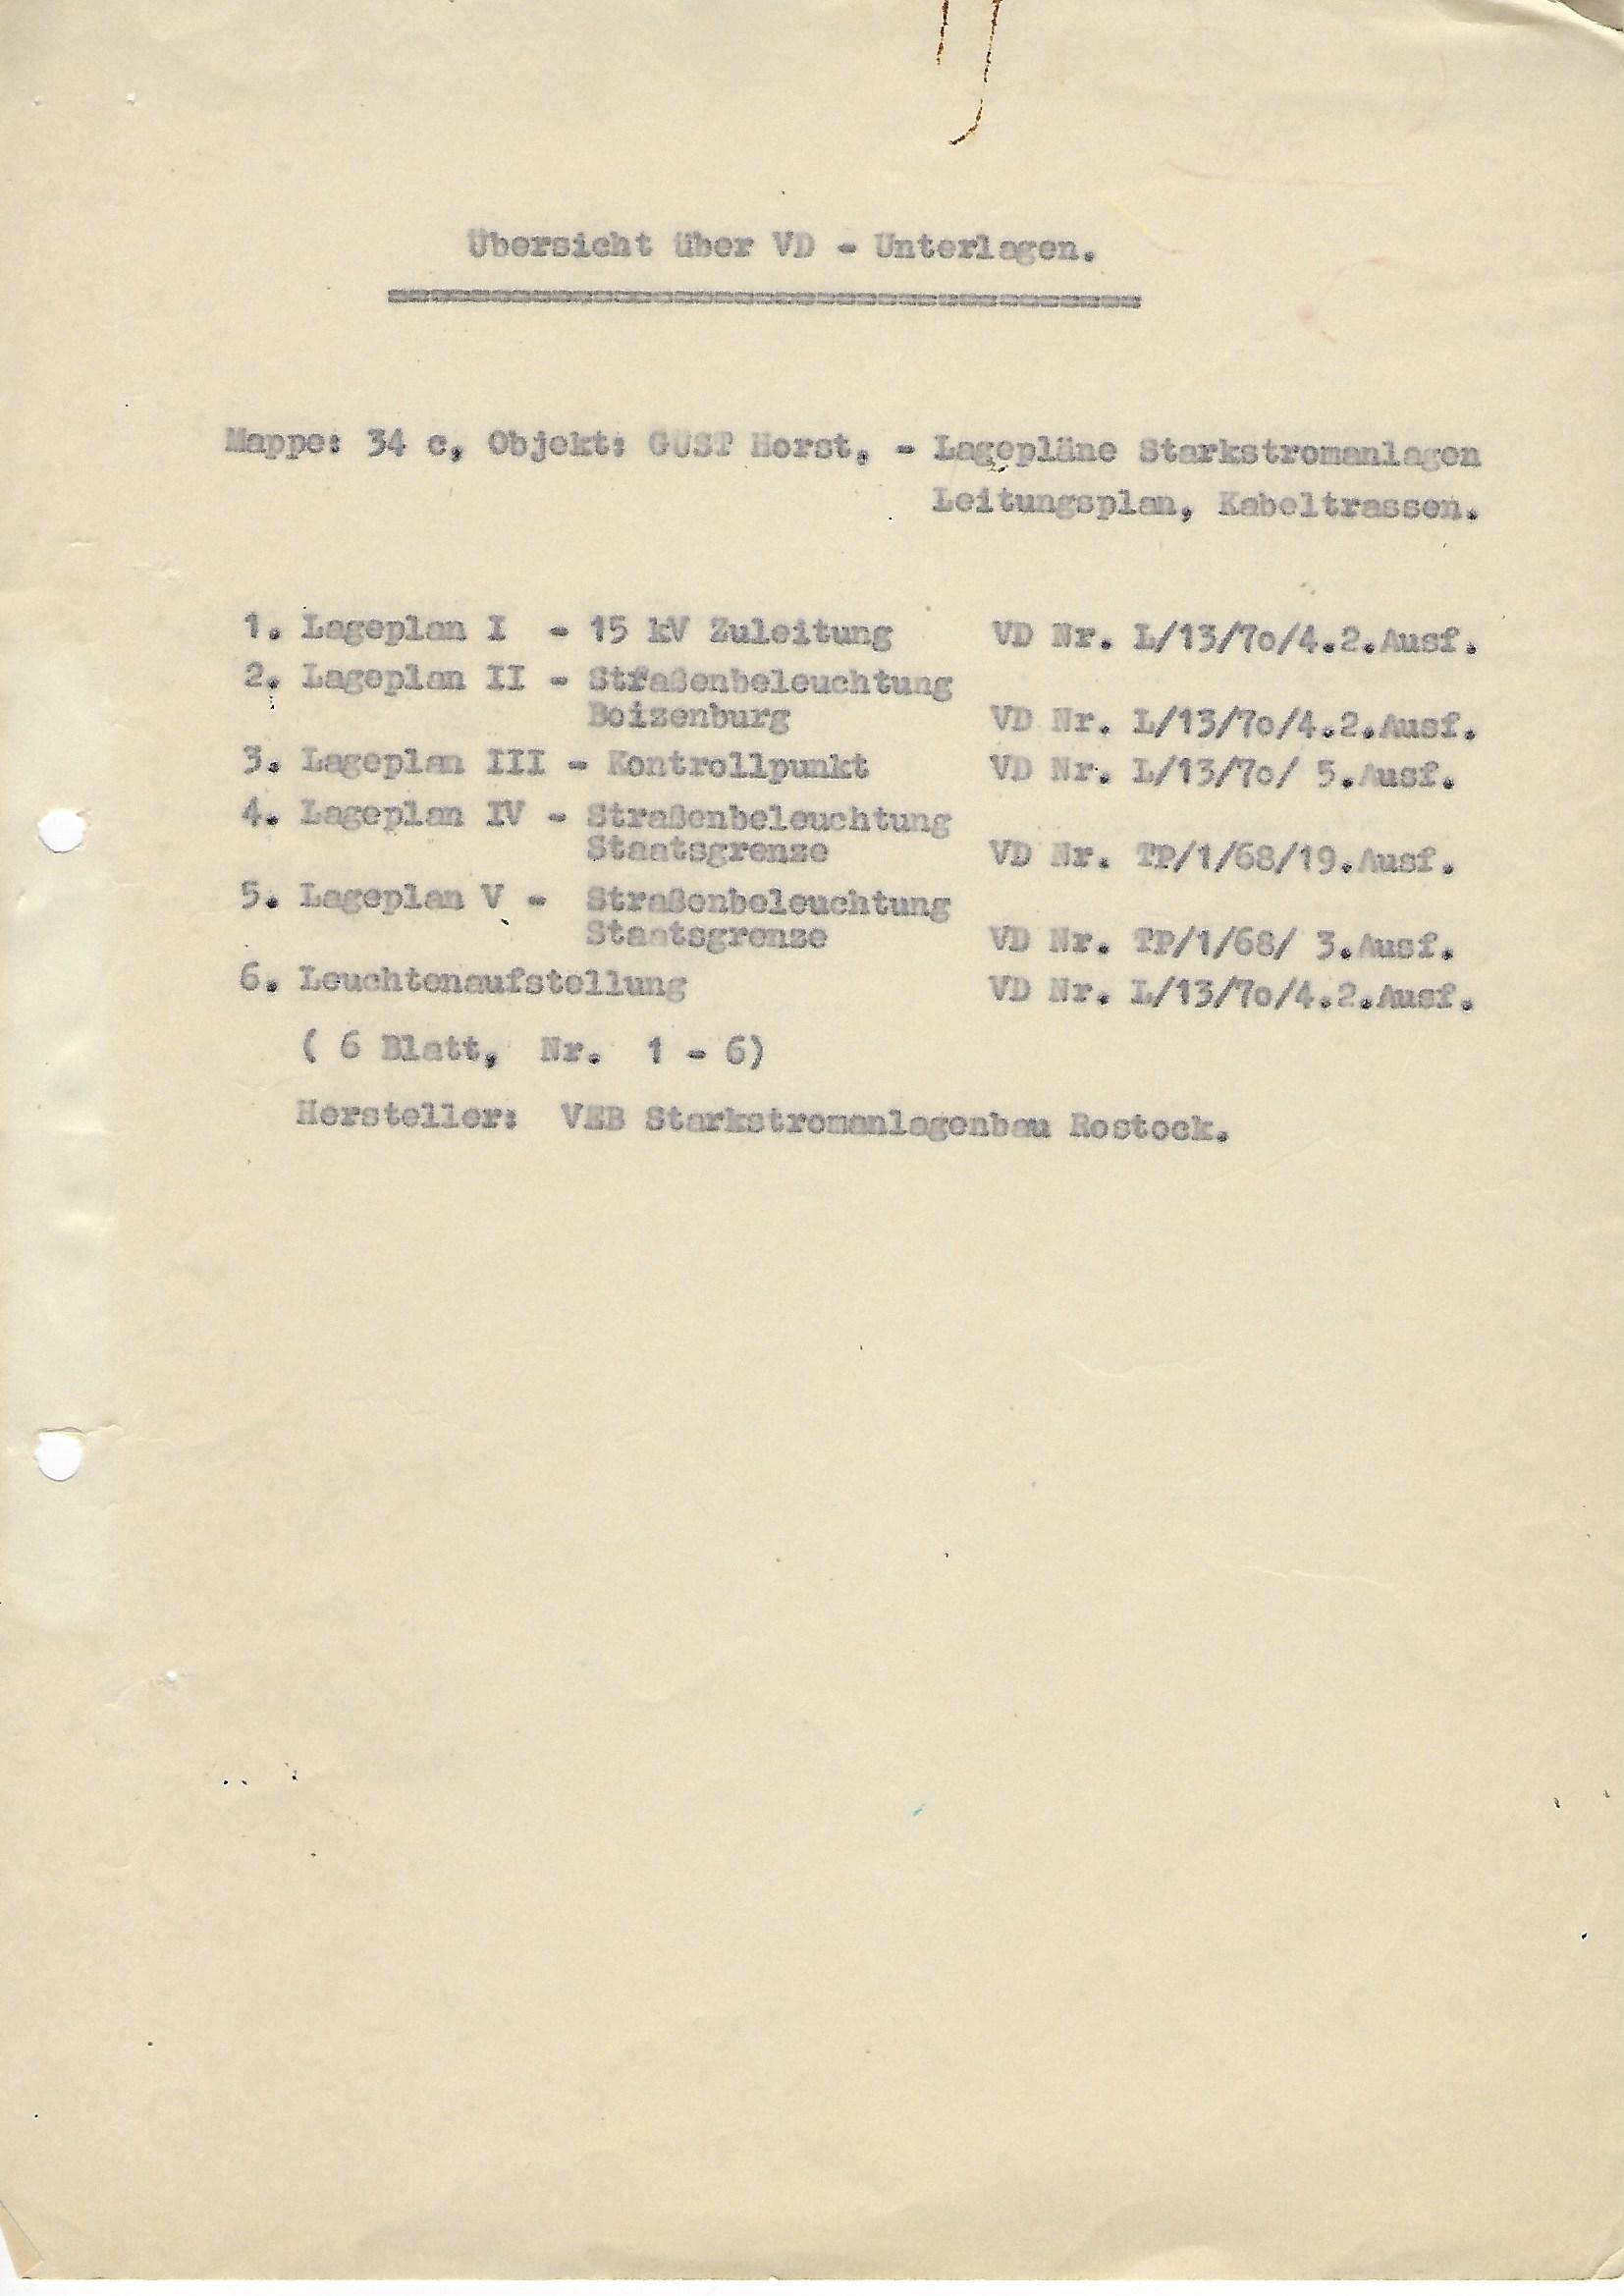 Übersicht über VD - Unterlagen.
Mappe: 34 c, Objekt: GÜST Horst, - Lagepläne Starkstromanlagen
Leitungsplan, Kabeltrassen.
1. Lageplan I - 15 kV Zuleitung VD Nr. L/13/7o/4.2.Ausf.
2. Lageplan II - Straßenbeleuchtung
Boizenburg VD Nr. L/13/7o/4.2.Ausf.
3. Lageplan III - Kontrollpunkt VD Nr. L/13/7o/ 5.Ausf.
4. Lageplan IV - Straßenbeleuchtung
Staatsgrenze VD Nr. TP/1/68/19.Ausf.
5. Lageplan V - Straßenbeleuchtung
Staatsgrenze VD Nr. TP/1/68/ 3.Ausf.
6. Leuchtenaufstellung VD Nr. L/13/7o/4.2.Ausf.
( 6 Blatt, Nr. 1 - 6)
Hersteller: VEB Starkstromanlagenbau Rostock.